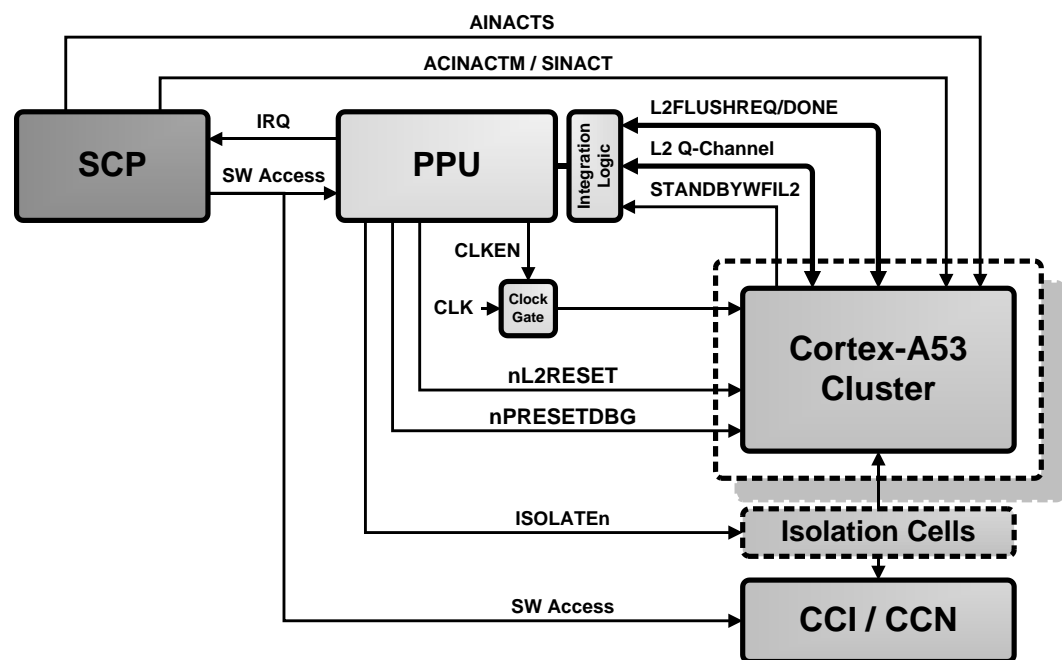 AINACTS
ACINACTM / SINACT
SCP
IRQ
SW Access
PPU
Integration
Logic
L2FLUSHREQ/DONE
L2 Q-Channel
STANDBYWFIL2
CLKEN
CLK
Clock
Gate
Cortex-A53
Cluster
nL2RESET
nPRESETDBG
ISOLATEn
Isolation Cells
SW Access
CCI / CCN